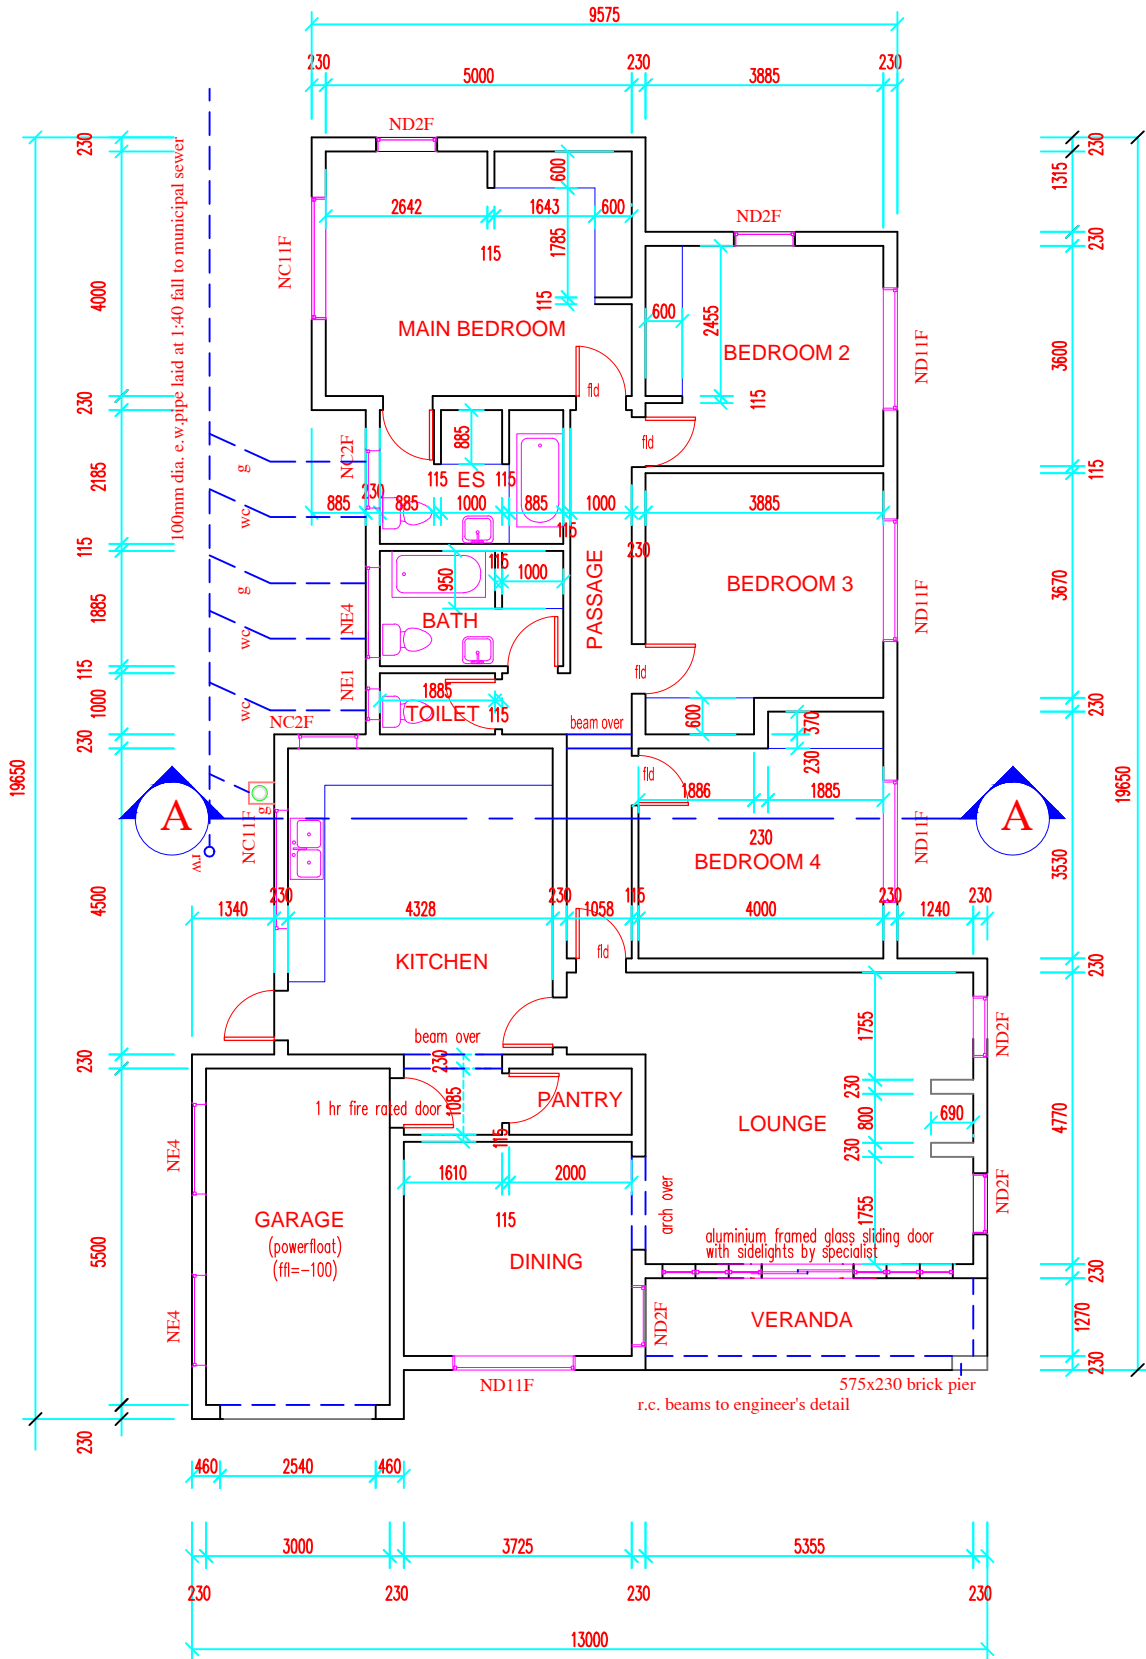 9575
230
5000
230
3885
230
ND2F
230
230
1315
600
2642
1643
600
ND2F
230
115
1785
NC11F
115
100mm dia. e.w.pipe laid at 1:40 fall to municipal sewer
4000
MAIN BEDROOM
600
2455
BEDROOM 2
ND11F
3600
fld
115
230
NC2F
885
fld
g
115
ES
115
115
2185
230
885
885
1000
885
1000
3885
wc
115
230
115
115
950
1000
PASSAGE
BEDROOM 3
ND11F
3670
g
1885
NE4
BATH
wc
115
NE1
fld
1885
1000
wc
TOILET
115
600
370
230
NC2F
beam over
230
230
19650
19650
fld
1886
1885
A
g
NC11F
rw
230
BEDROOM 4
ND11F
A
3530
4500
1340
230
4328
230
1058
115
4000
230
1240
230
fld
KITCHEN
230
1755
ND2F
beam over
230
230
1085
1 hr fire rated door
PANTRY
230
800
690
LOUNGE
4770
NE4
115
230
1610
2000
ND2F
arch over
1755
GARAGE
(powerfloat)
(ffl=-100)
115
aluminium framed glass sliding door
with sidelights by specialist
5500
DINING
230
NE4
ND2F
VERANDA
1270
230
ND11F
575x230 brick pier
r.c. beams to engineer's detail
230
460
2540
460
3000
3725
5355
230
230
230
230
13000